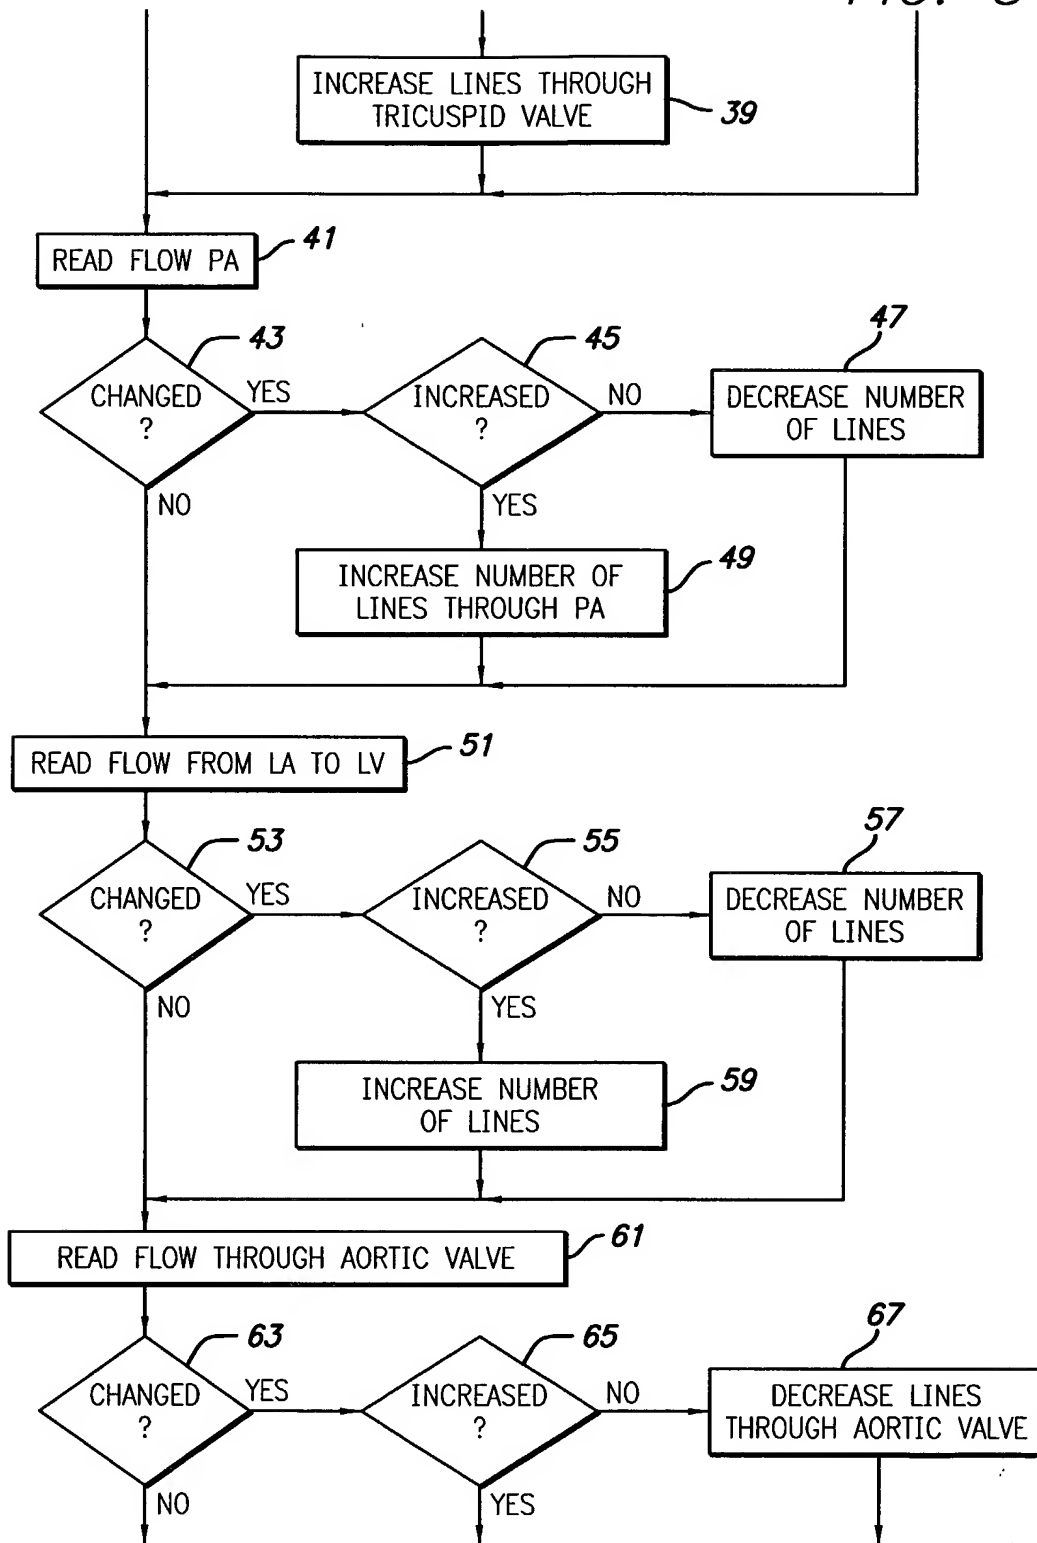 INCREASE LINES THROUGH
TRICUSPID VALVE
39
READ FLOW PA
41
CHANGED
?
43
YES
NO
INCREASED
?
45
NO
YES
DECREASE NUMBER
OF LINES
47
INCREASE NUMBER OF
LINES THROUGH PA
49
READ FLOW FROM LA TO LV
51
CHANGED
?
53
YES
NO
INCREASED
?
55
NO
YES
DECREASE NUMBER
OF LINES
57
INCREASE NUMBER
OF LINES
59
READ FLOW THROUGH AORTIC VALVE
61
CHANGED
?
63
YES
NO
INCREASED
?
65
NO
YES
DECREASE LINES
THROUGH AORTIC VALVE
67